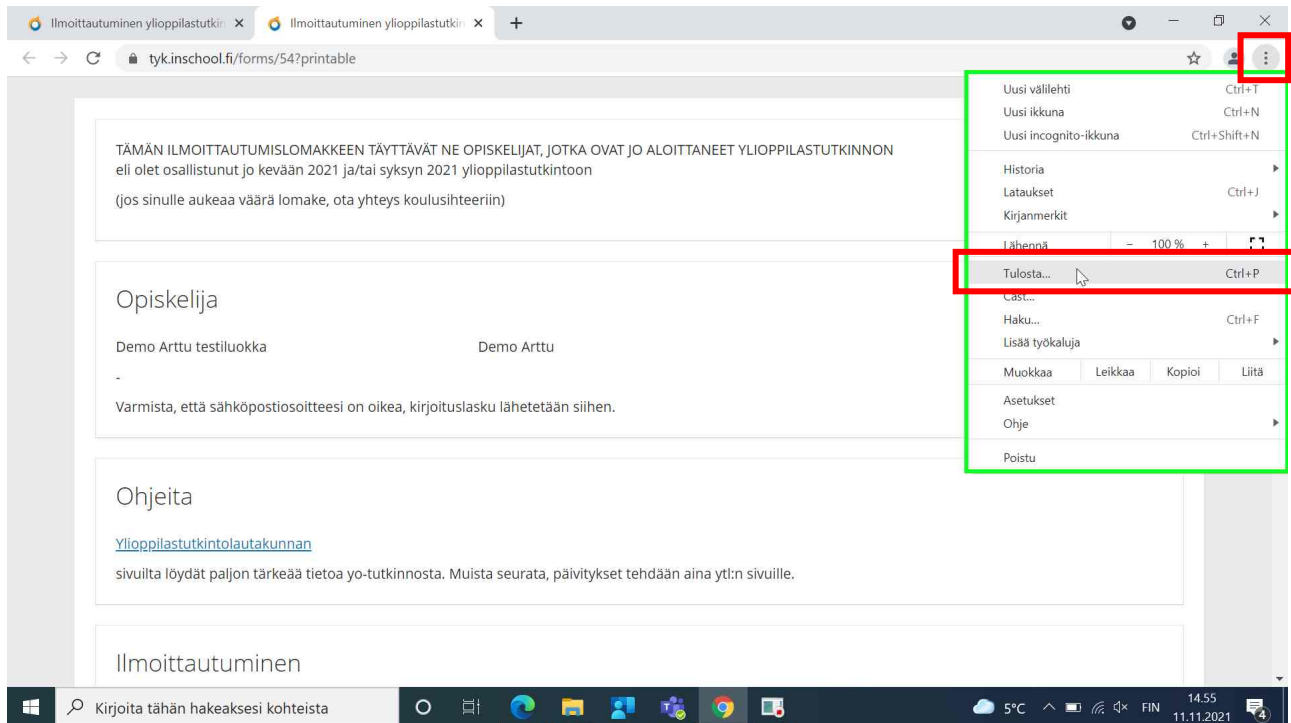 Ilmoittautuminen ylioppilastutkin
Ilmoittautuminen ylioppilastutkin
tyk.inschool.fi/forms/54?printable
Uusi välilehti Ctrl+T
Uusi ikkuna Ctrl+N
Uusi incognito-ikkuna Ctrl+Shift+N
Historia
Lataukset Ctrl+J
Kirjanmerkit
Lähennä - 100 % +
Tulosta... Ctrl+P
Cast...
Haku... Ctrl+F
Lisää työkaluja
Muokkaa Leikkaa Kopioi Liitä
Asetukset
Ohje
Poistu
TÄMÄN ILMOITTAUTUMISLOMAKKEEN TÄYTTÄVÄT NE OPISKELIJAT, JOTKA OVAT JO ALOITTANEET YLIOPPILASTUTKINNON
eli olet osallistunut jo kevään 2021 ja/tai syksyn 2021 ylioppilastutkintoon
(jos sinulle aukeaa väärä lomake, ota yhteys koulusihteeriin)
Opiskelija
Demo Arttu testiluokka Demo Arttu
-
Varmista, että sähköpostiosoitteesi on oikea, kirjoituslasku lähetetään siihen.
Ohjeita
Ylioppilastutkintolautakunnan
sivuilta löydät paljon tärkeää tietoa yo-tutkinnosta. Muista seurata, päivitykset tehdään aina ytl:n sivuille.
Ilmoittautuminen
Kirjoita tähän hakeaksesi kohteista
5°C FIN
14.55
11.11.2021
4